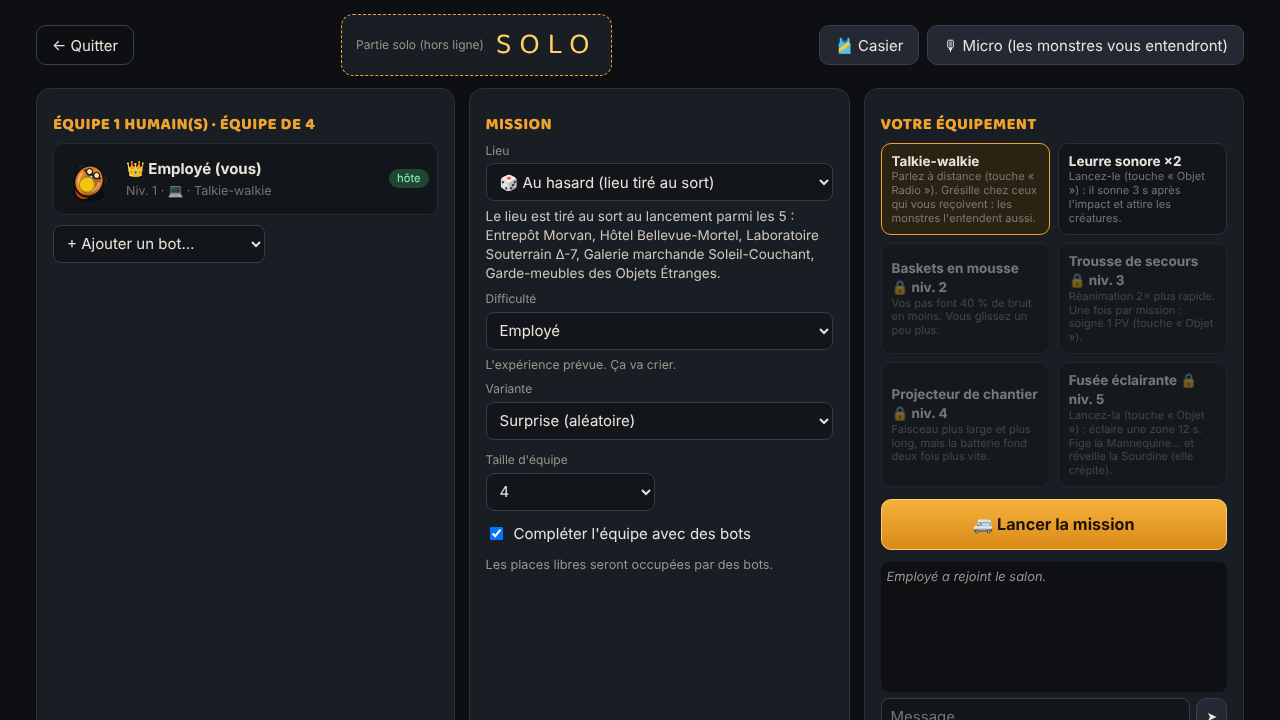 ← Quitter
Partie solo (hors ligne) SOLO
🎽 Casier
🎙 Micro (les monstres vous entendront)
ÉQUIPE 1 HUMAIN(S) · ÉQUIPE DE 4
👑 Employé (vous)
Niv. 1 · 💻 · Talkie-walkie
hôte
+ Ajouter un bot...
MISSION
Lieu
🎲 Au hasard (lieu tiré au sort)
Le lieu est tiré au sort au lancement parmi les 5 :
Entrepôt Morvan, Hôtel Bellevue-Mortel, Laboratoire
Souterrain Δ-7, Galerie marchande Soleil-Couchant,
Garde-meubles des Objets Étranges.
Difficulté
Employé
L'expérience prévue. Ça va crier.
Variante
Surprise (aléatoire)
Taille d'équipe
4
Compléter l'équipe avec des bots
Les places libres seront occupées par des bots.
VOTRE ÉQUIPEMENT
Talkie-walkie
Parlez à distance (touche «
Radio »). Grésille chez ceux
qui vous reçoivent : les
monstres l'entendent aussi.
Leurre sonore ×2
Lancez-le (touche « Objet
») : il sonne 3 s après
l'impact et attire les
créatures.
Baskets en mousse
🔒 niv. 2
Vos pas font 40 % de bruit
en moins. Vous glissez un
peu plus.
Trousse de secours
🔒 niv. 3
Réanimation 2× plus rapide.
Une fois par mission :
soigne 1 PV (touche « Objet
»).
Projecteur de chantier
🔒 niv. 4
Faisceau plus large et plus
long, mais la batterie fond
deux fois plus vite.
Fusée éclairante 🔒
niv. 5
Lancez-la (touche « Objet
») : éclaire une zone 12 s.
Fige la Mannequine... et
réveille la Sourdine (elle
crépite).
🚐 Lancer la mission
Employé a rejoint le salon.
Message
➤